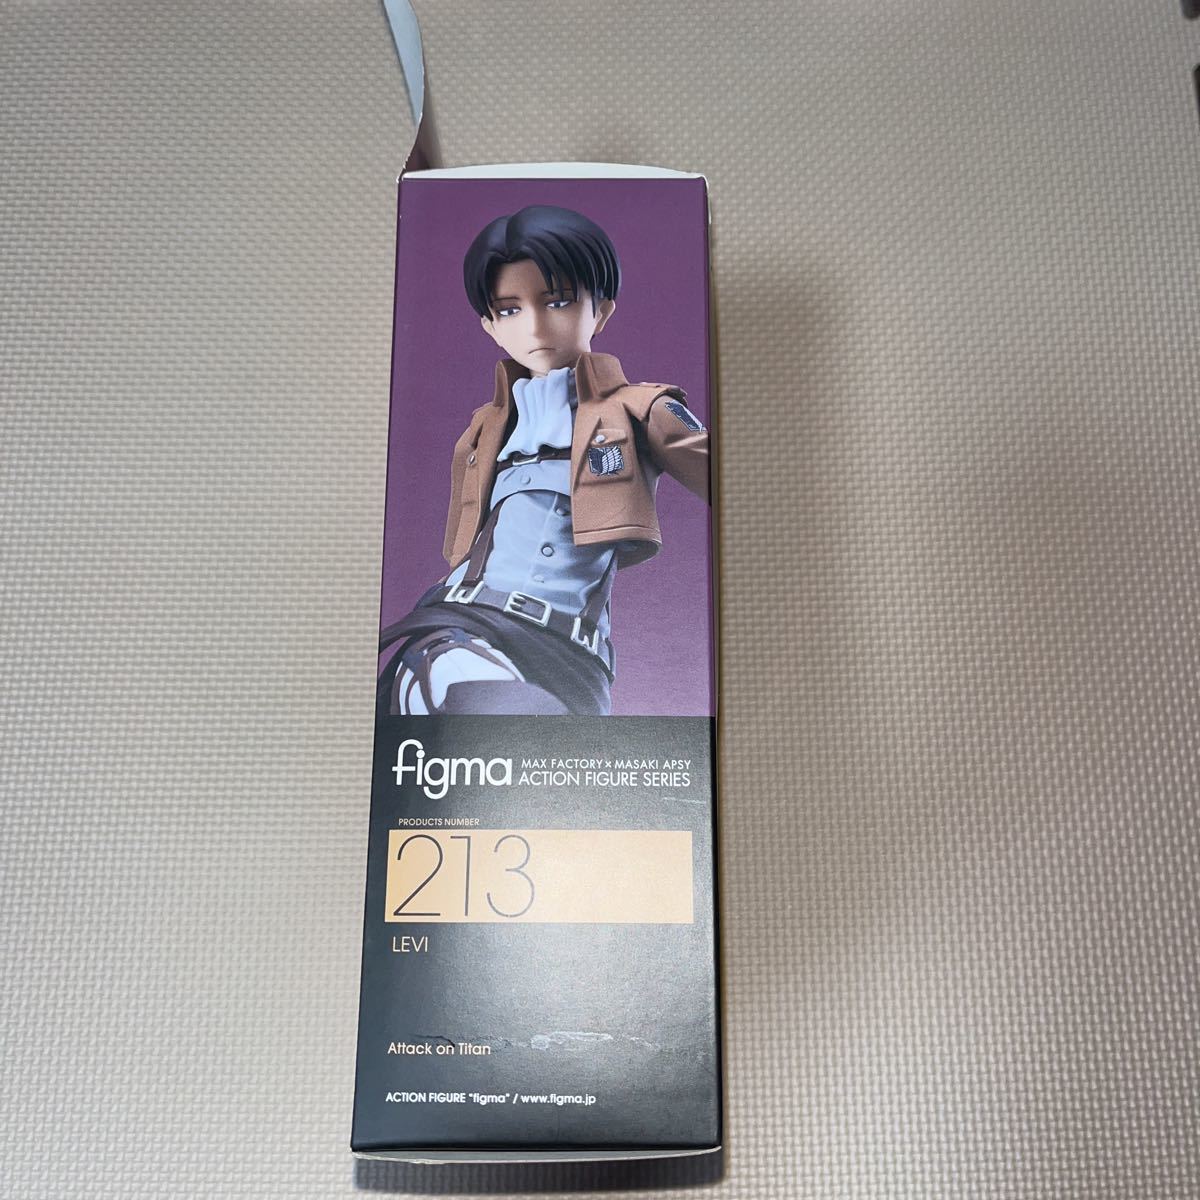 figma MAX FACTORY×MASAKI APSY
ACTION FIGURE SERIES
PRODUCTS NUMBER
213
LEVI
Attack on Titan
ACTION FIGURE "figma" / www.figma.jp